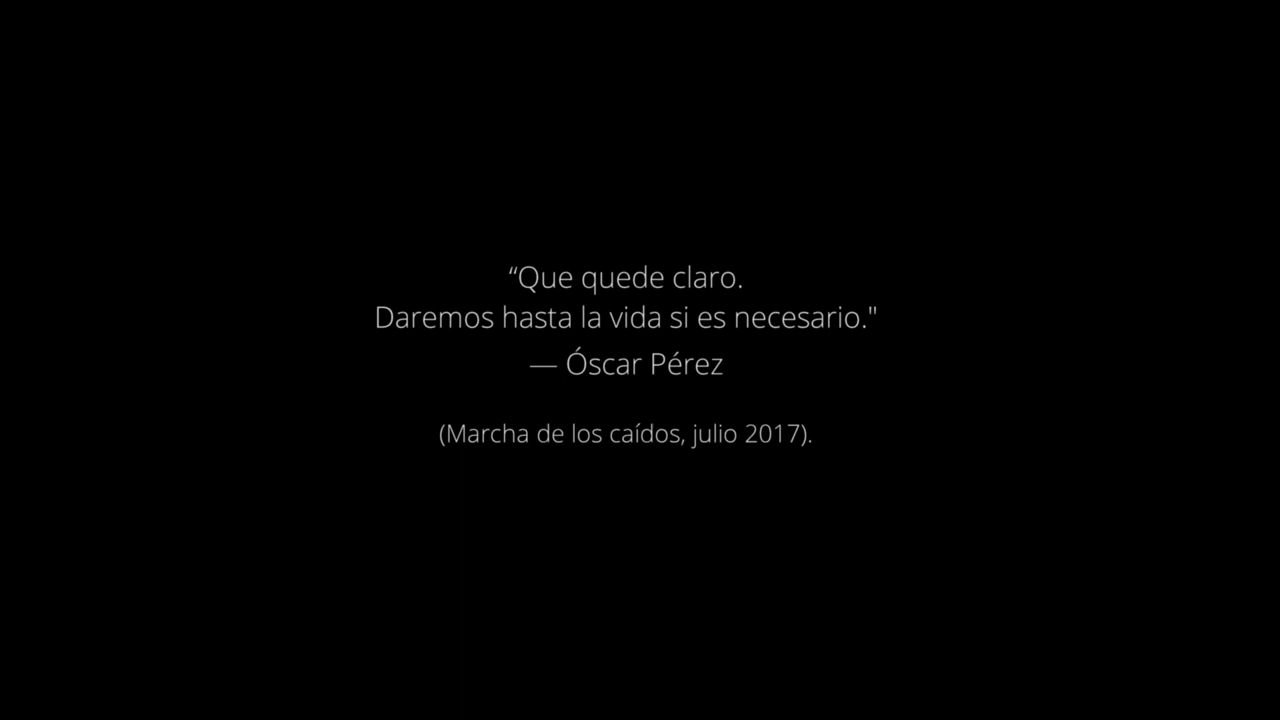 “Que quede claro.
Daremos hasta la vida si es necesario."
— Óscar Pérez
(Marcha de los caídos, julio 2017).